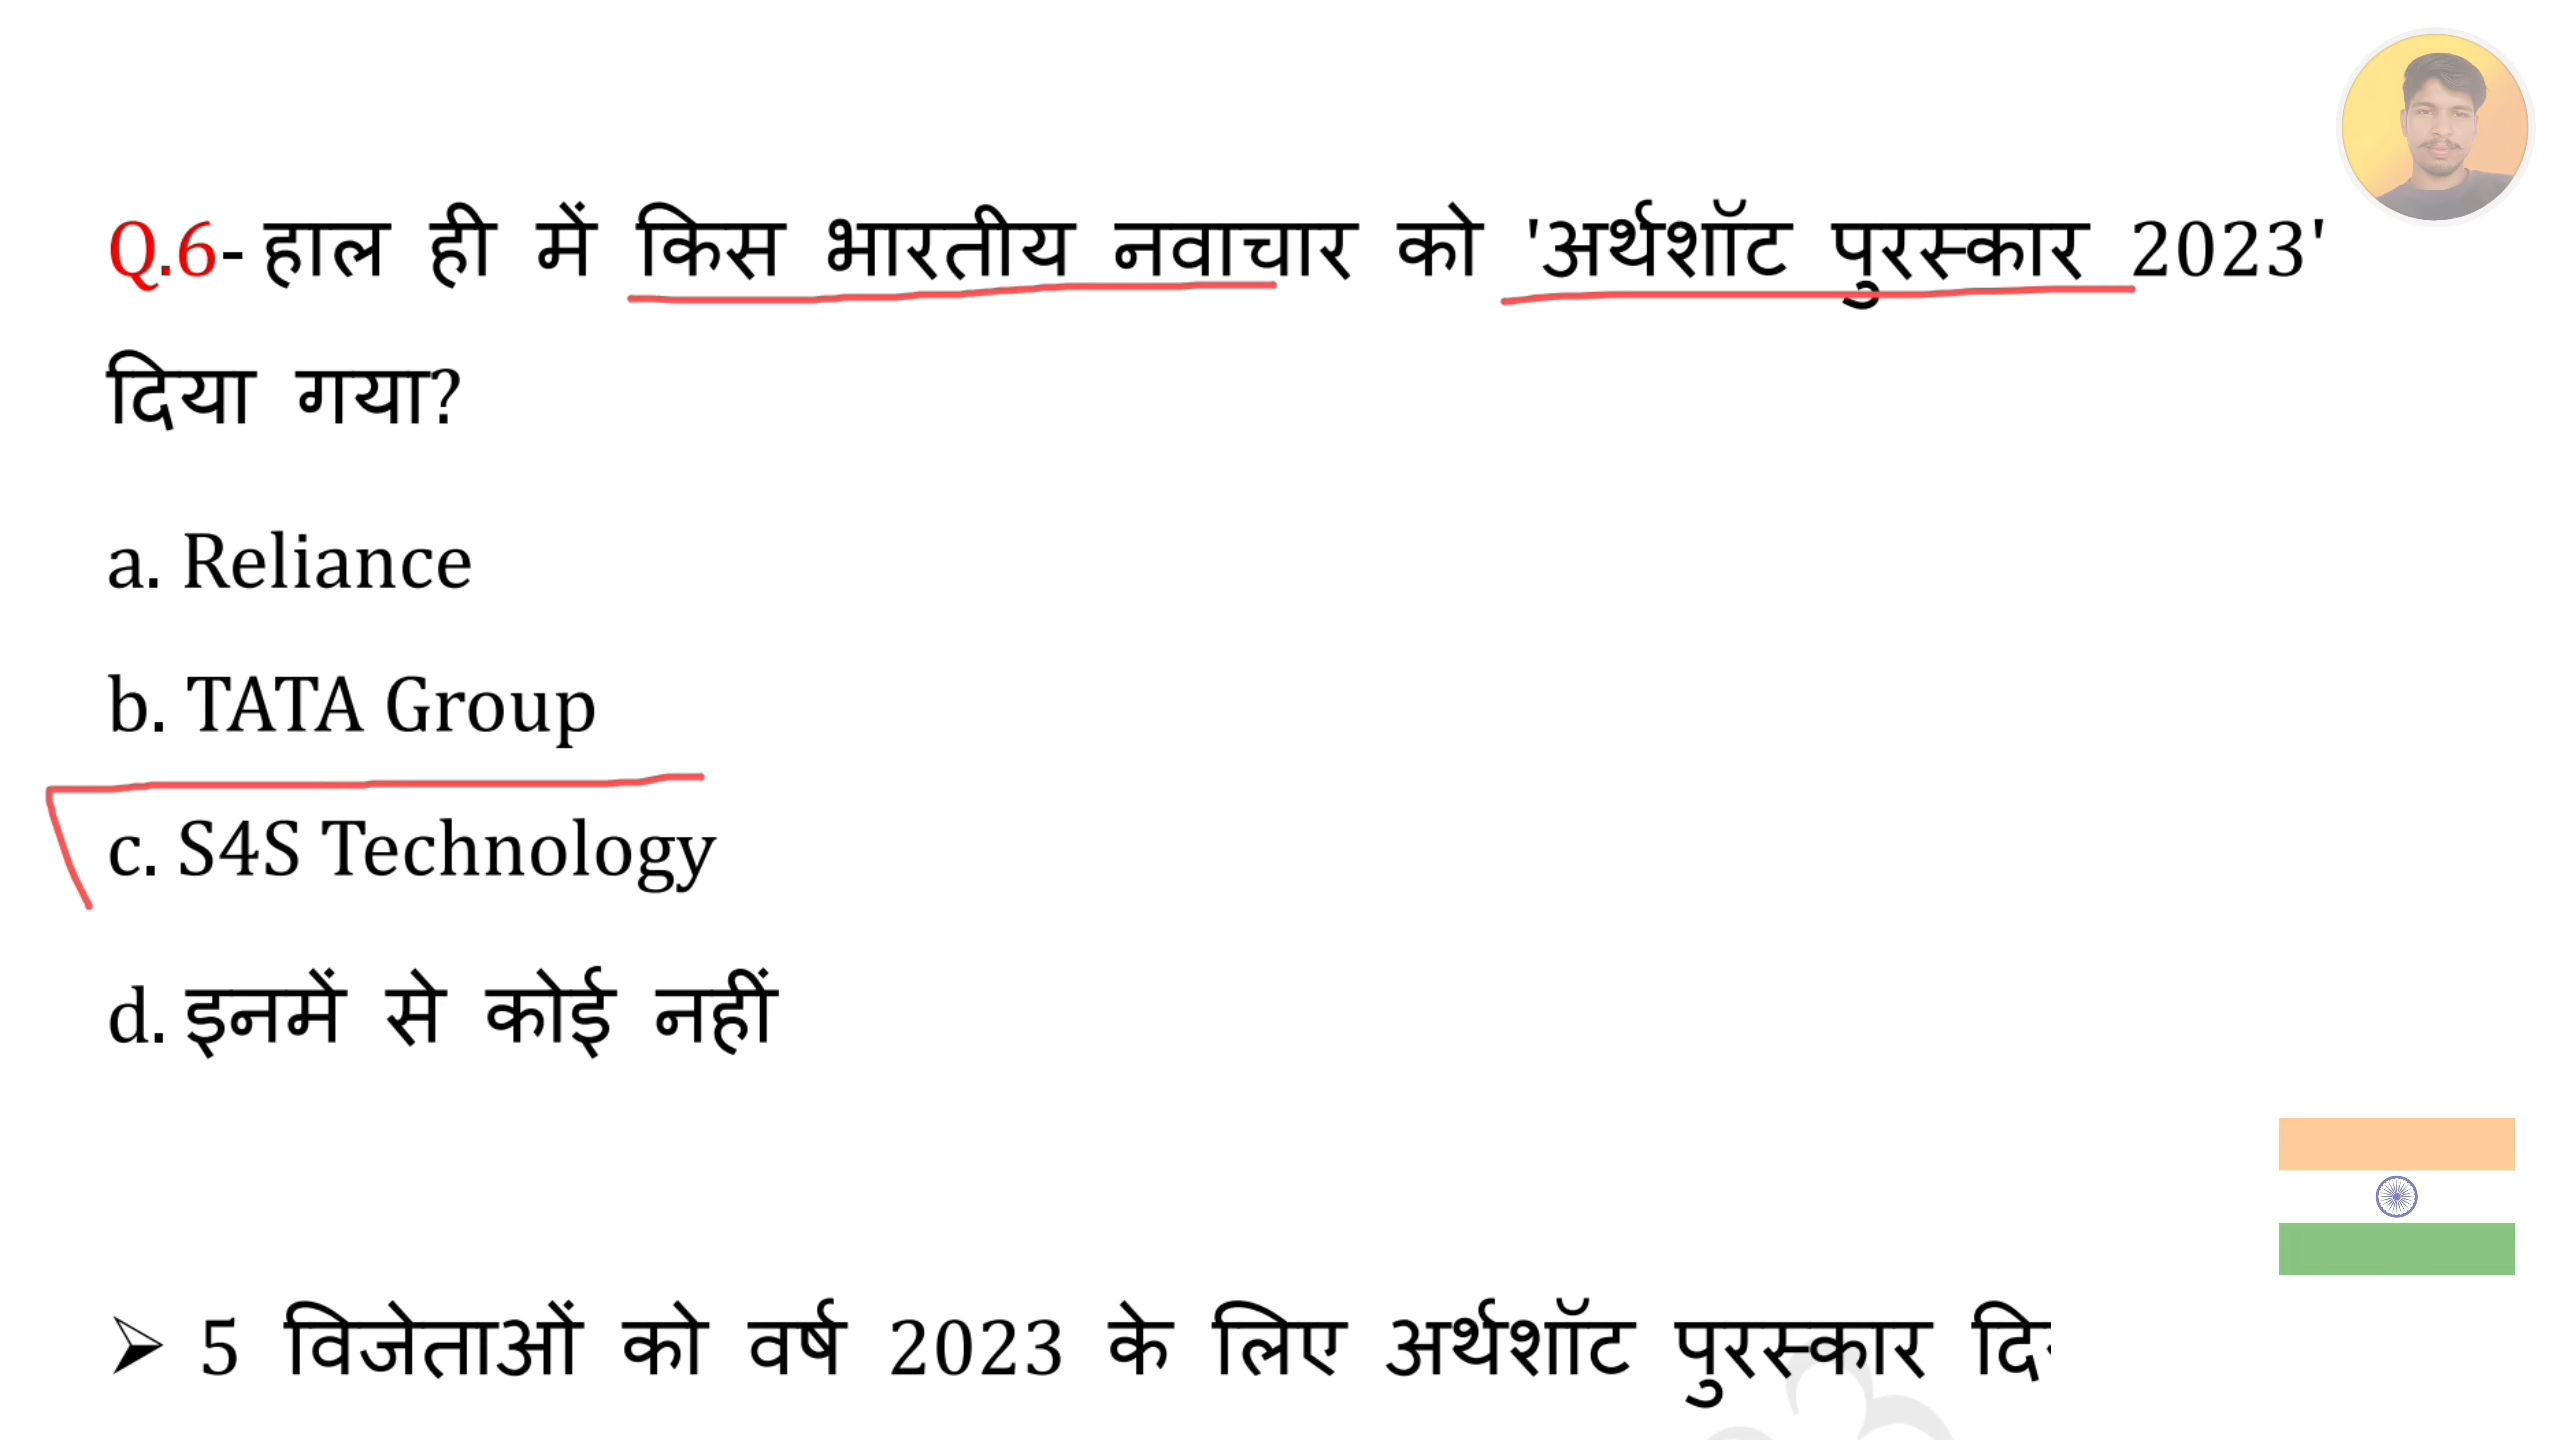 Q.6- हाल ही में किस भारतीय नवाचार को 'अर्थशॉट पुरस्कार 2023'
दिया गया?
a. Reliance
b. TATA Group
c. S4S Technology
d. इनमें से कोई नहीं
➢ 5 विजेताओं को वर्ष 2023 के लिए अर्थशॉट पुरस्कार